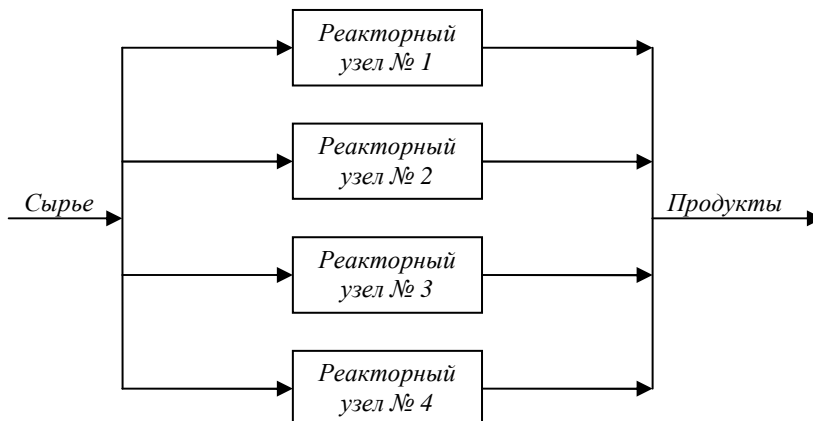 Реакторный
узел № 1
Реакторный
узел № 2
Сырье
Продукты
Реакторный
узел № 3
Реакторный
узел № 4